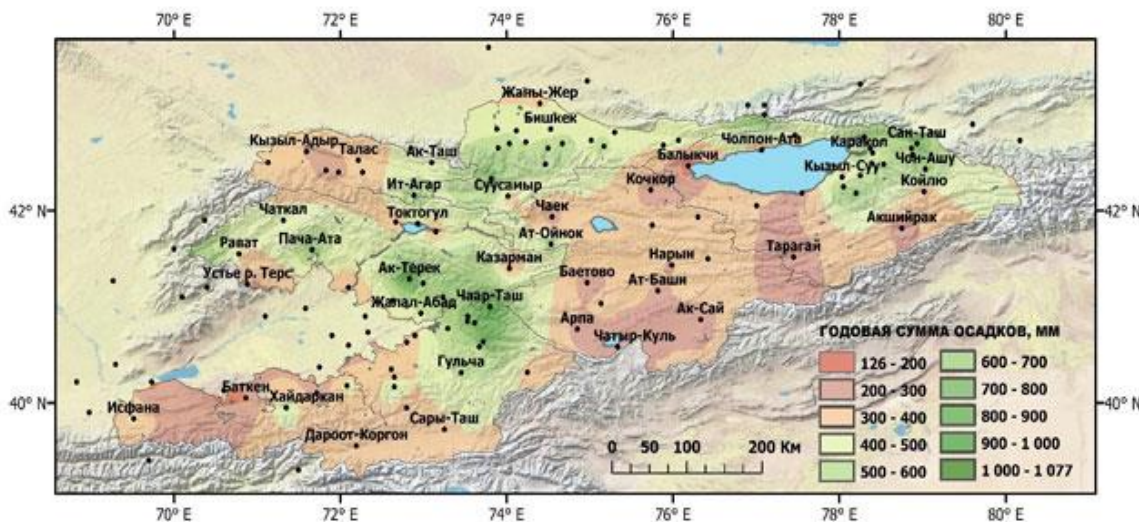 70° E 72° E 74° E 76° E 78° E 80° E
Жаны-Жер
Бишкек
Кызыл-Адыр
Талас
Ак-Таш
Чолпон-Ата
Каракол
Сан-Таш
Балыкчи
Кызыл-Суу
Чон-Ашу
Ит-Агар
Суусамыр
Кочкор
Койлю
42° N
42° N
Чаткал
Токтогул
Чаек
Акшийрак
Рават
Пача-Ата
Ат-Ойнок
Казарман
Нарын
Тарагай
Устье р. Терс
Ак-Терек
Баетово
Ат-Баши
Жалал-Абад
Чаар-Таш
Ак-Сай
Арпа
Чатыр-Куль
Гульча
ГОДОВАЯ СУММА ОСАДКОВ, ММ
126 - 200
600 - 700
Баткен
Хайдаркан
200 - 300
700 - 800
40° N
40° N
Исфана
Сары-Таш
300 - 400
800 - 900
Дароот-Коргон
0 50 100 200 Км
400 - 500
900 - 1 000
500 - 600
1 000 - 1 077
70° E 72° E 74° E 76° E 78° E 80° E